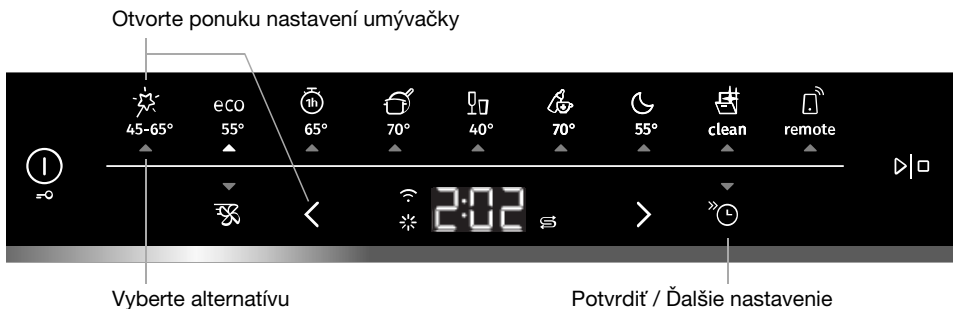 Otvorte ponuku nastavení umývačky
1h
eco
45-65° 55° 65° 70° 40° 70° 55° clean remote
2:02
Vyberte alternatívu
Potvrdiť / Ďalšie nastavenie